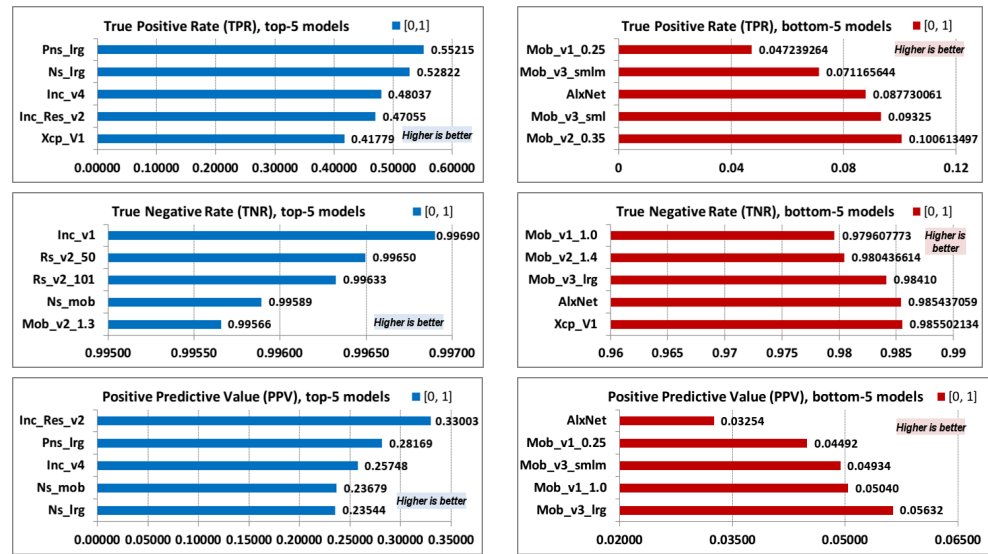 True Positive Rate (TPR), top-5 models [0,1]
Pns_lrg 0.55215
Ns_lrg 0.52822
Inc_v4 0.48037
Inc_Res_v2 0.47055
Xcp_V1 0.41779 Higher is better
0.00000 0.10000 0.20000 0.30000 0.40000 0.50000 0.60000
True Positive Rate (TPR), bottom-5 models [0,1]
Mob_v1_0.25 0.047239264 Higher is better
Mob_v3_smlm 0.071165644
AlxNet 0.087730061
Mob_v3_sml 0.09325
Mob_v2_0.35 0.100613497
0 0.04 0.08 0.12
True Negative Rate (TNR), top-5 models [0, 1]
Inc_v1 0.99690
Rs_v2_50 0.99650
Rs_v2_101 0.99633
Ns_mob 0.99589
Mob_v2_1.3 0.99566 Higher is better
0.99500 0.99550 0.99600 0.99650 0.99700
True Negative Rate (TNR), bottom-5 models [0, 1]
Mob_v1_1.0 0.979607773 Higher is
better
Mob_v2_1.4 0.980436614
Mob_v3_lrg 0.98410
AlxNet 0.985437059
Xcp_V1 0.985502134
0.96 0.965 0.97 0.975 0.98 0.985 0.99
Positive Predictive Value (PPV), top-5 models [0, 1]
Inc_Res_v2 0.33003
Pns_lrg 0.28169
Inc_v4 0.25748
Ns_mob 0.23679
Ns_lrg 0.23544 Higher is better
0.00000 0.05000 0.10000 0.15000 0.20000 0.25000 0.30000 0.35000
Positive Predictive Value (PPV), bottom-5 models [0, 1]
AlxNet 0.03254 Higher is better
Mob_v1_0.25 0.04492
Mob_v3_smlm 0.04934
Mob_v1_1.0 0.05040
Mob_v3_lrg 0.05632
0.02000 0.03500 0.05000 0.06500